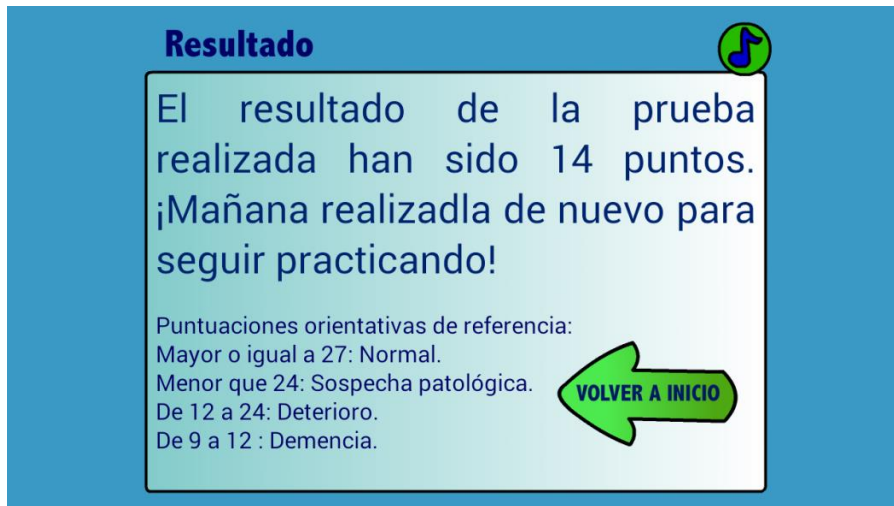 Resultado
El resultado de la prueba
realizada han sido 14 puntos.
¡Mañana realizadla de nuevo para
seguir practicando!
Puntuaciones orientativas de referencia:
Mayor o igual a 27: Normal.
Menor que 24: Sospecha patológica.
De 12 a 24: Deterioro.
De 9 a 12 : Demencia.
VOLVER A INICIO